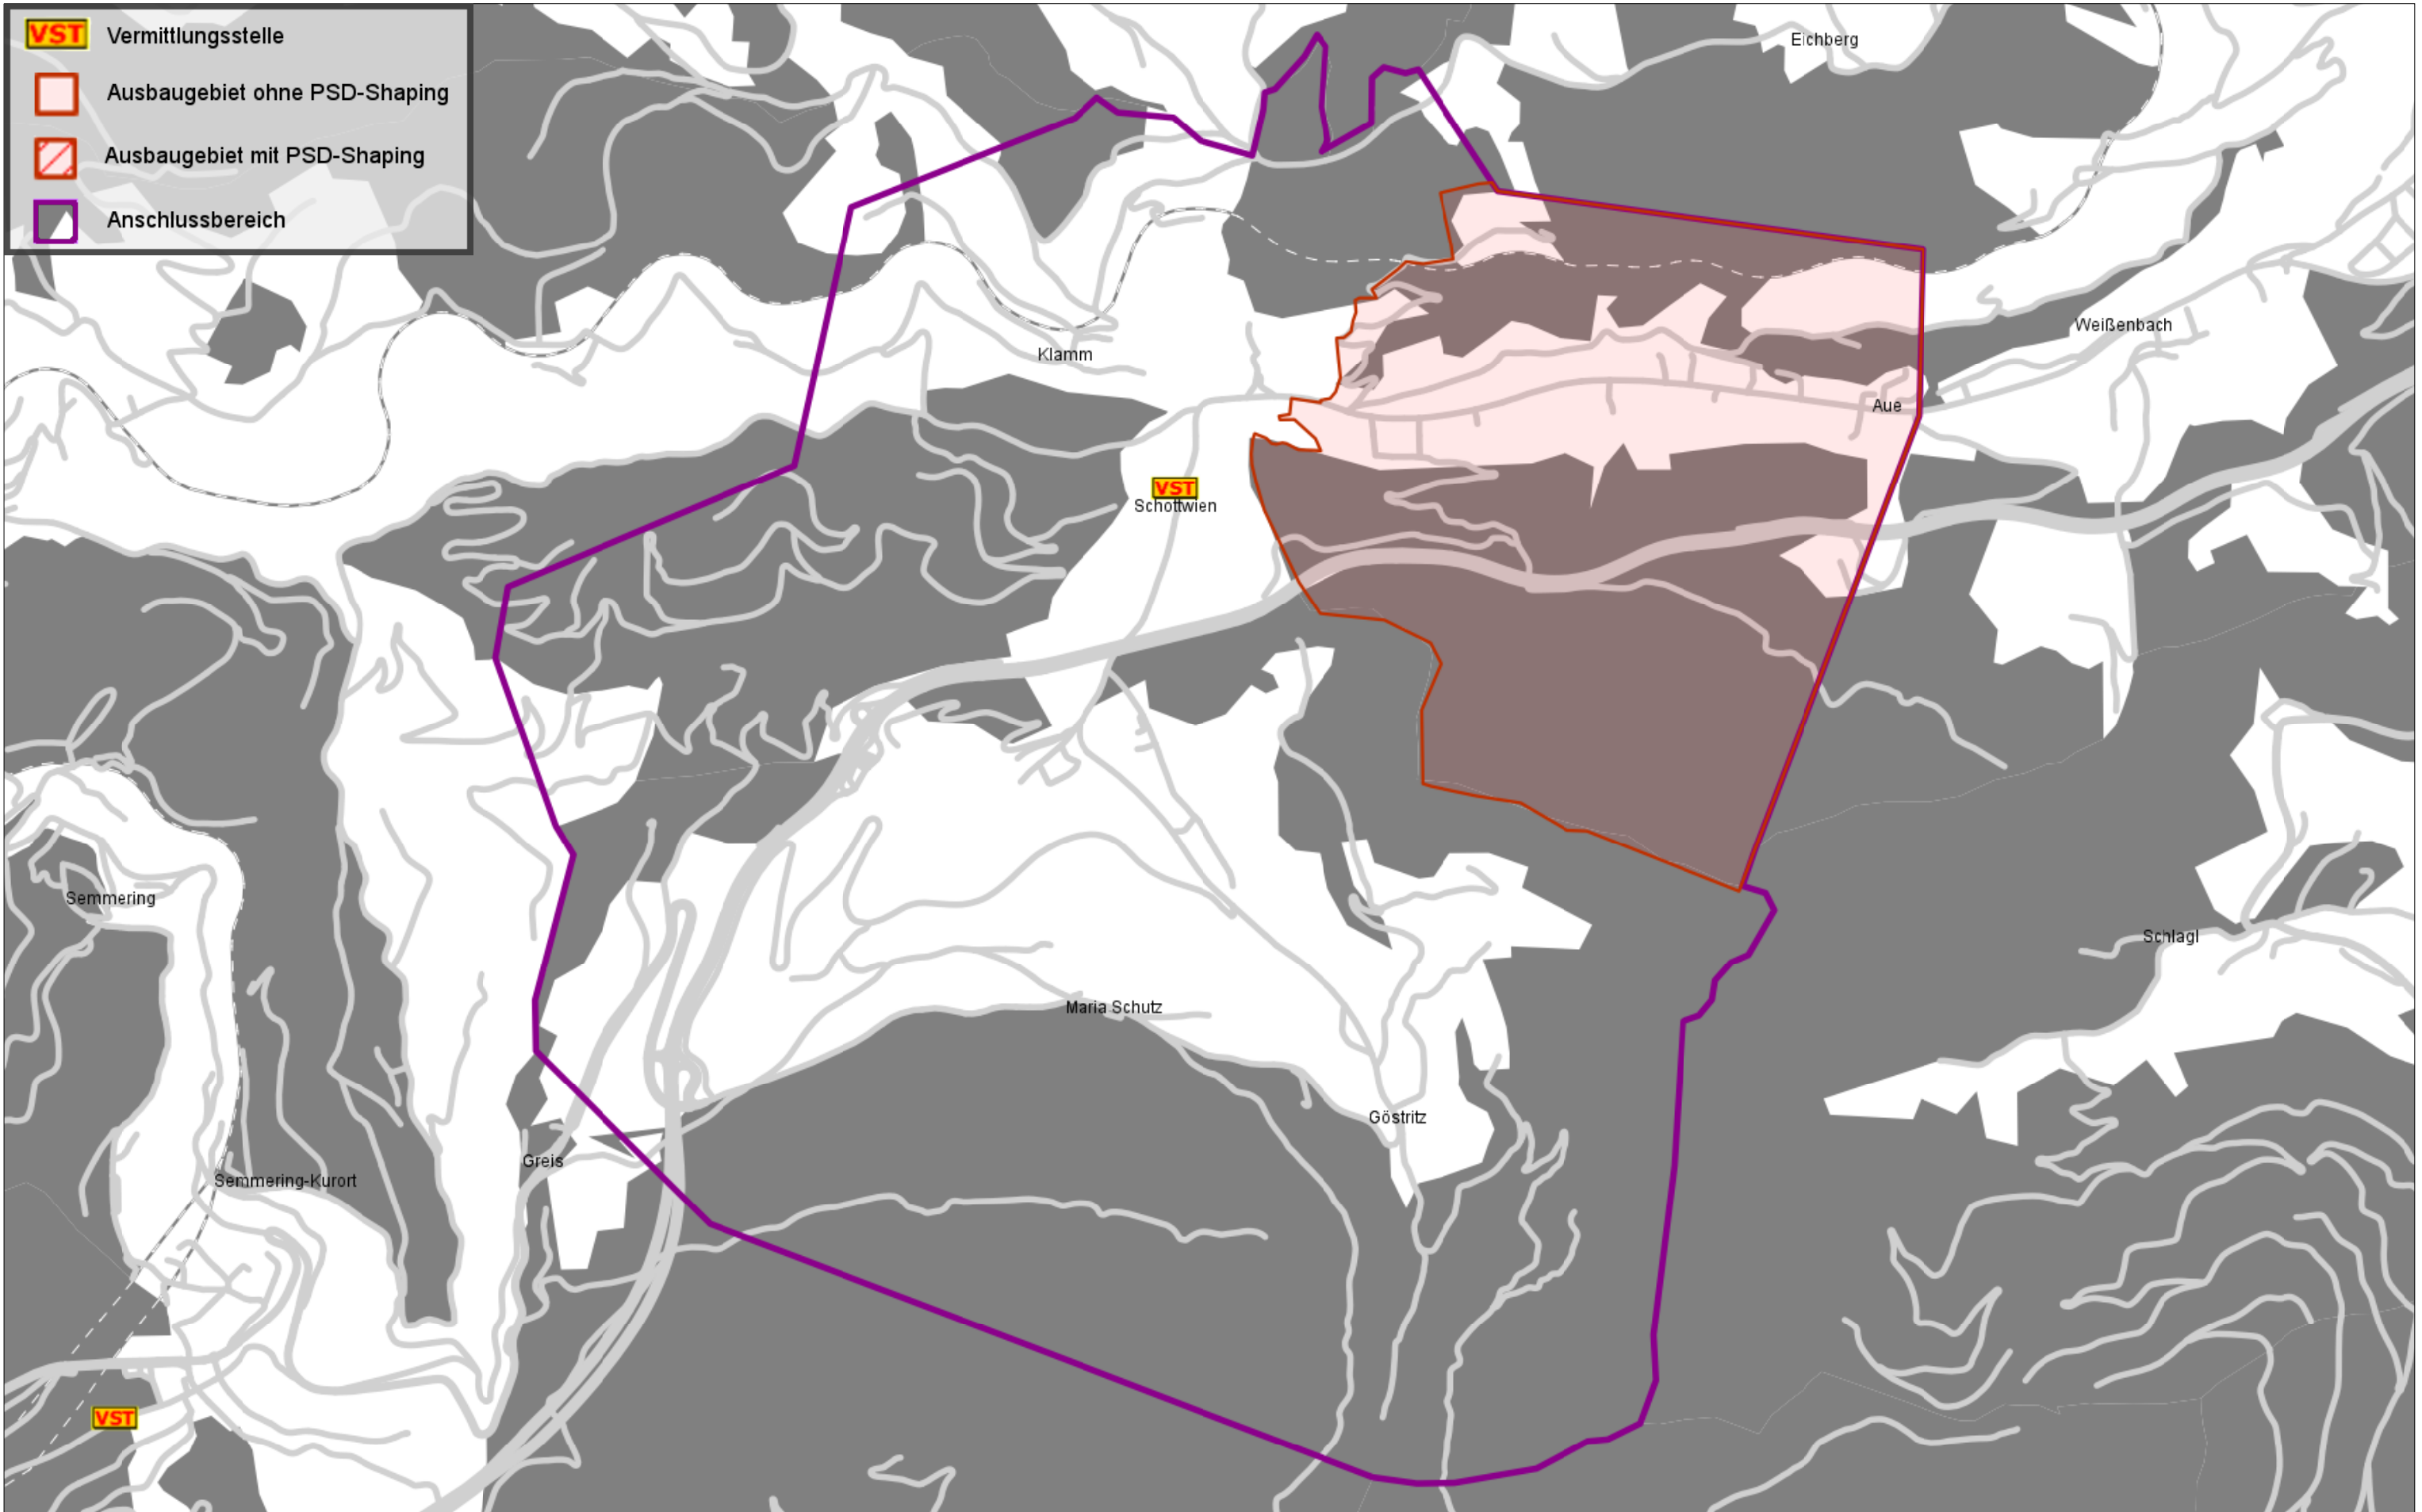 VST Vermittlungsstelle
Ausbaugebiet ohne PSD-Shaping
Ausbaugebiet mit PSD-Shaping
Anschlussbereich
Eichberg
Weißenbach
Klamm
Aue
VST
Schottwien
Semmering
Schlagl
Maria Schutz
Göstritz
Greis
Semmering-Kurort
VST